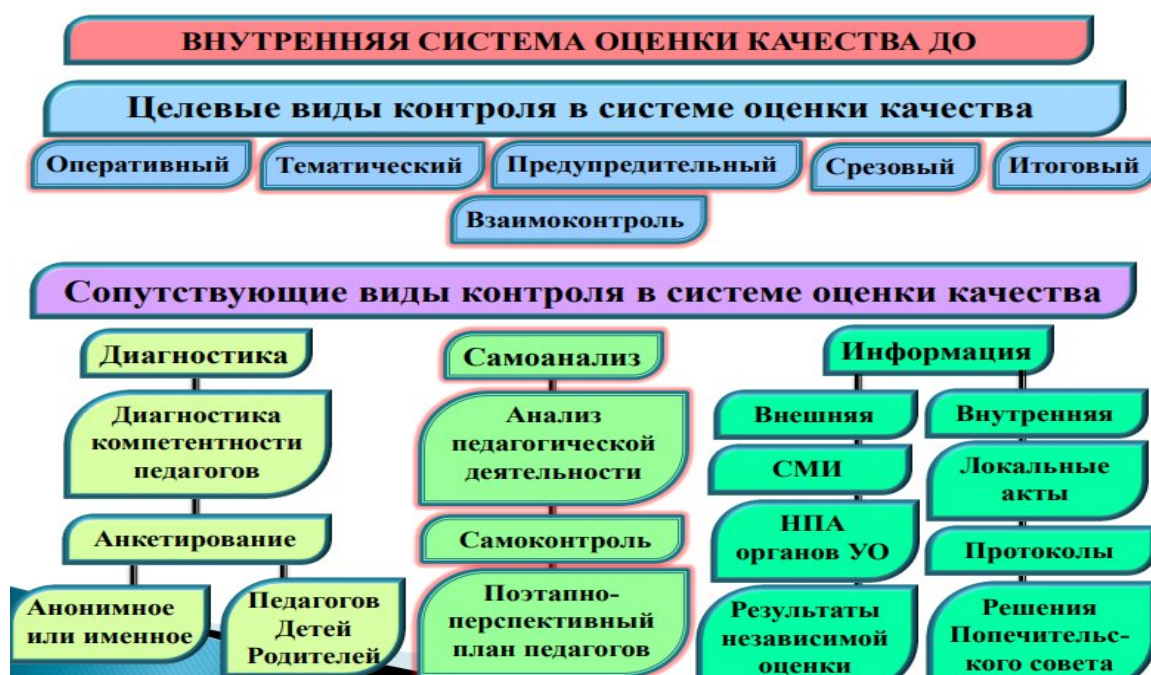 ВНУТРЕННЯЯ СИСТЕМА ОЦЕНКИ КАЧЕСТВА ДО
Целевые виды контроля в системе оценки качества
Оперативный
Тематический
Предупредительный
Срезовый
Итоговый
Взаимоконтроль
Сопутствующие виды контроля в системе оценки качества
Диагностика
Диагностика
компетентности
педагогов
Анкетирование
Анонимное
или именное
Педагогов
Детей
Родителей
Самоанализ
Анализ
педагогической
деятельности
Самоконтроль
Поэтапно-
перспективный
план педагогов
Информация
Внешняя
СМИ
НПА
органов УО
Результаты
независимой
оценки
Внутренняя
Локальные
акты
Протоколы
Решения
Попечительс-
кого совета